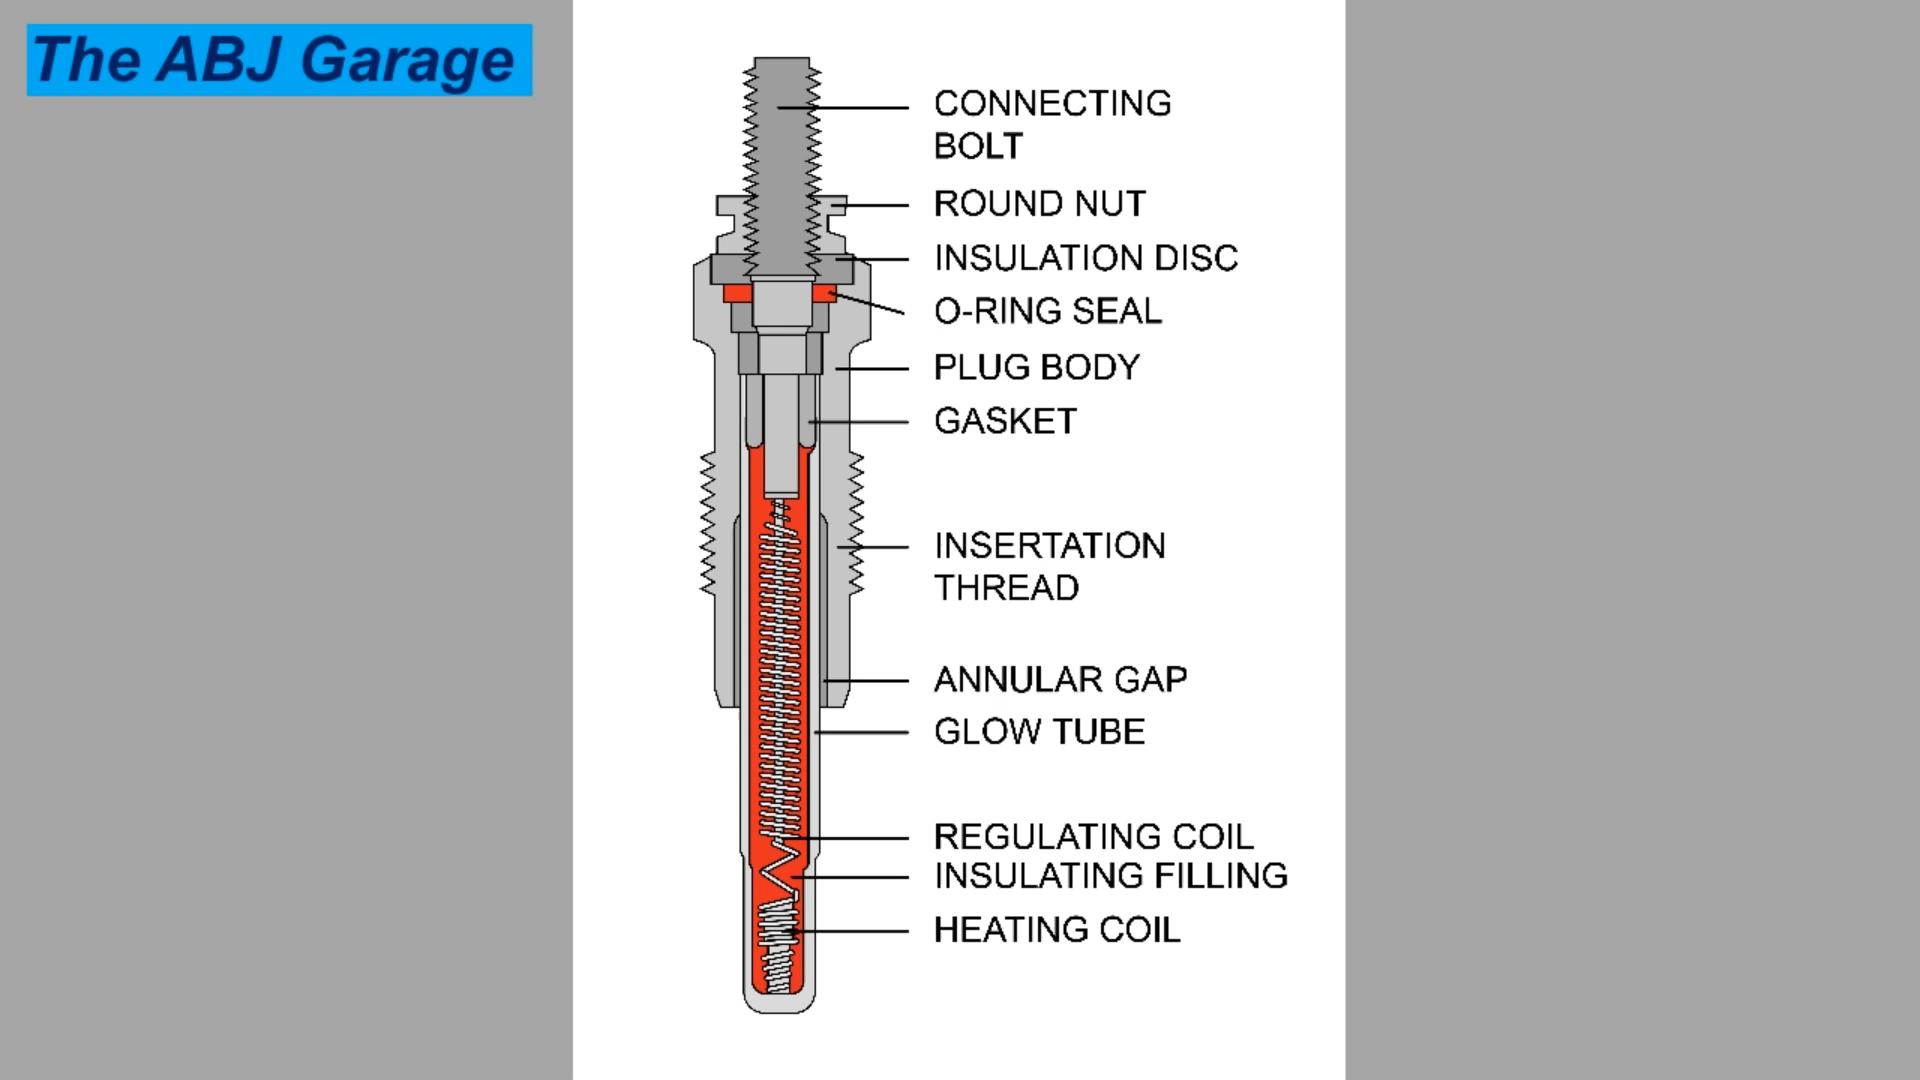 The ABJ Garage
CONNECTING
BOLT
ROUND NUT
INSULATION DISC
O-RING SEAL
PLUG BODY
GASKET
INSERTATION
THREAD
ANNULAR GAP
GLOW TUBE
REGULATING COIL
INSULATING FILLING
HEATING COIL